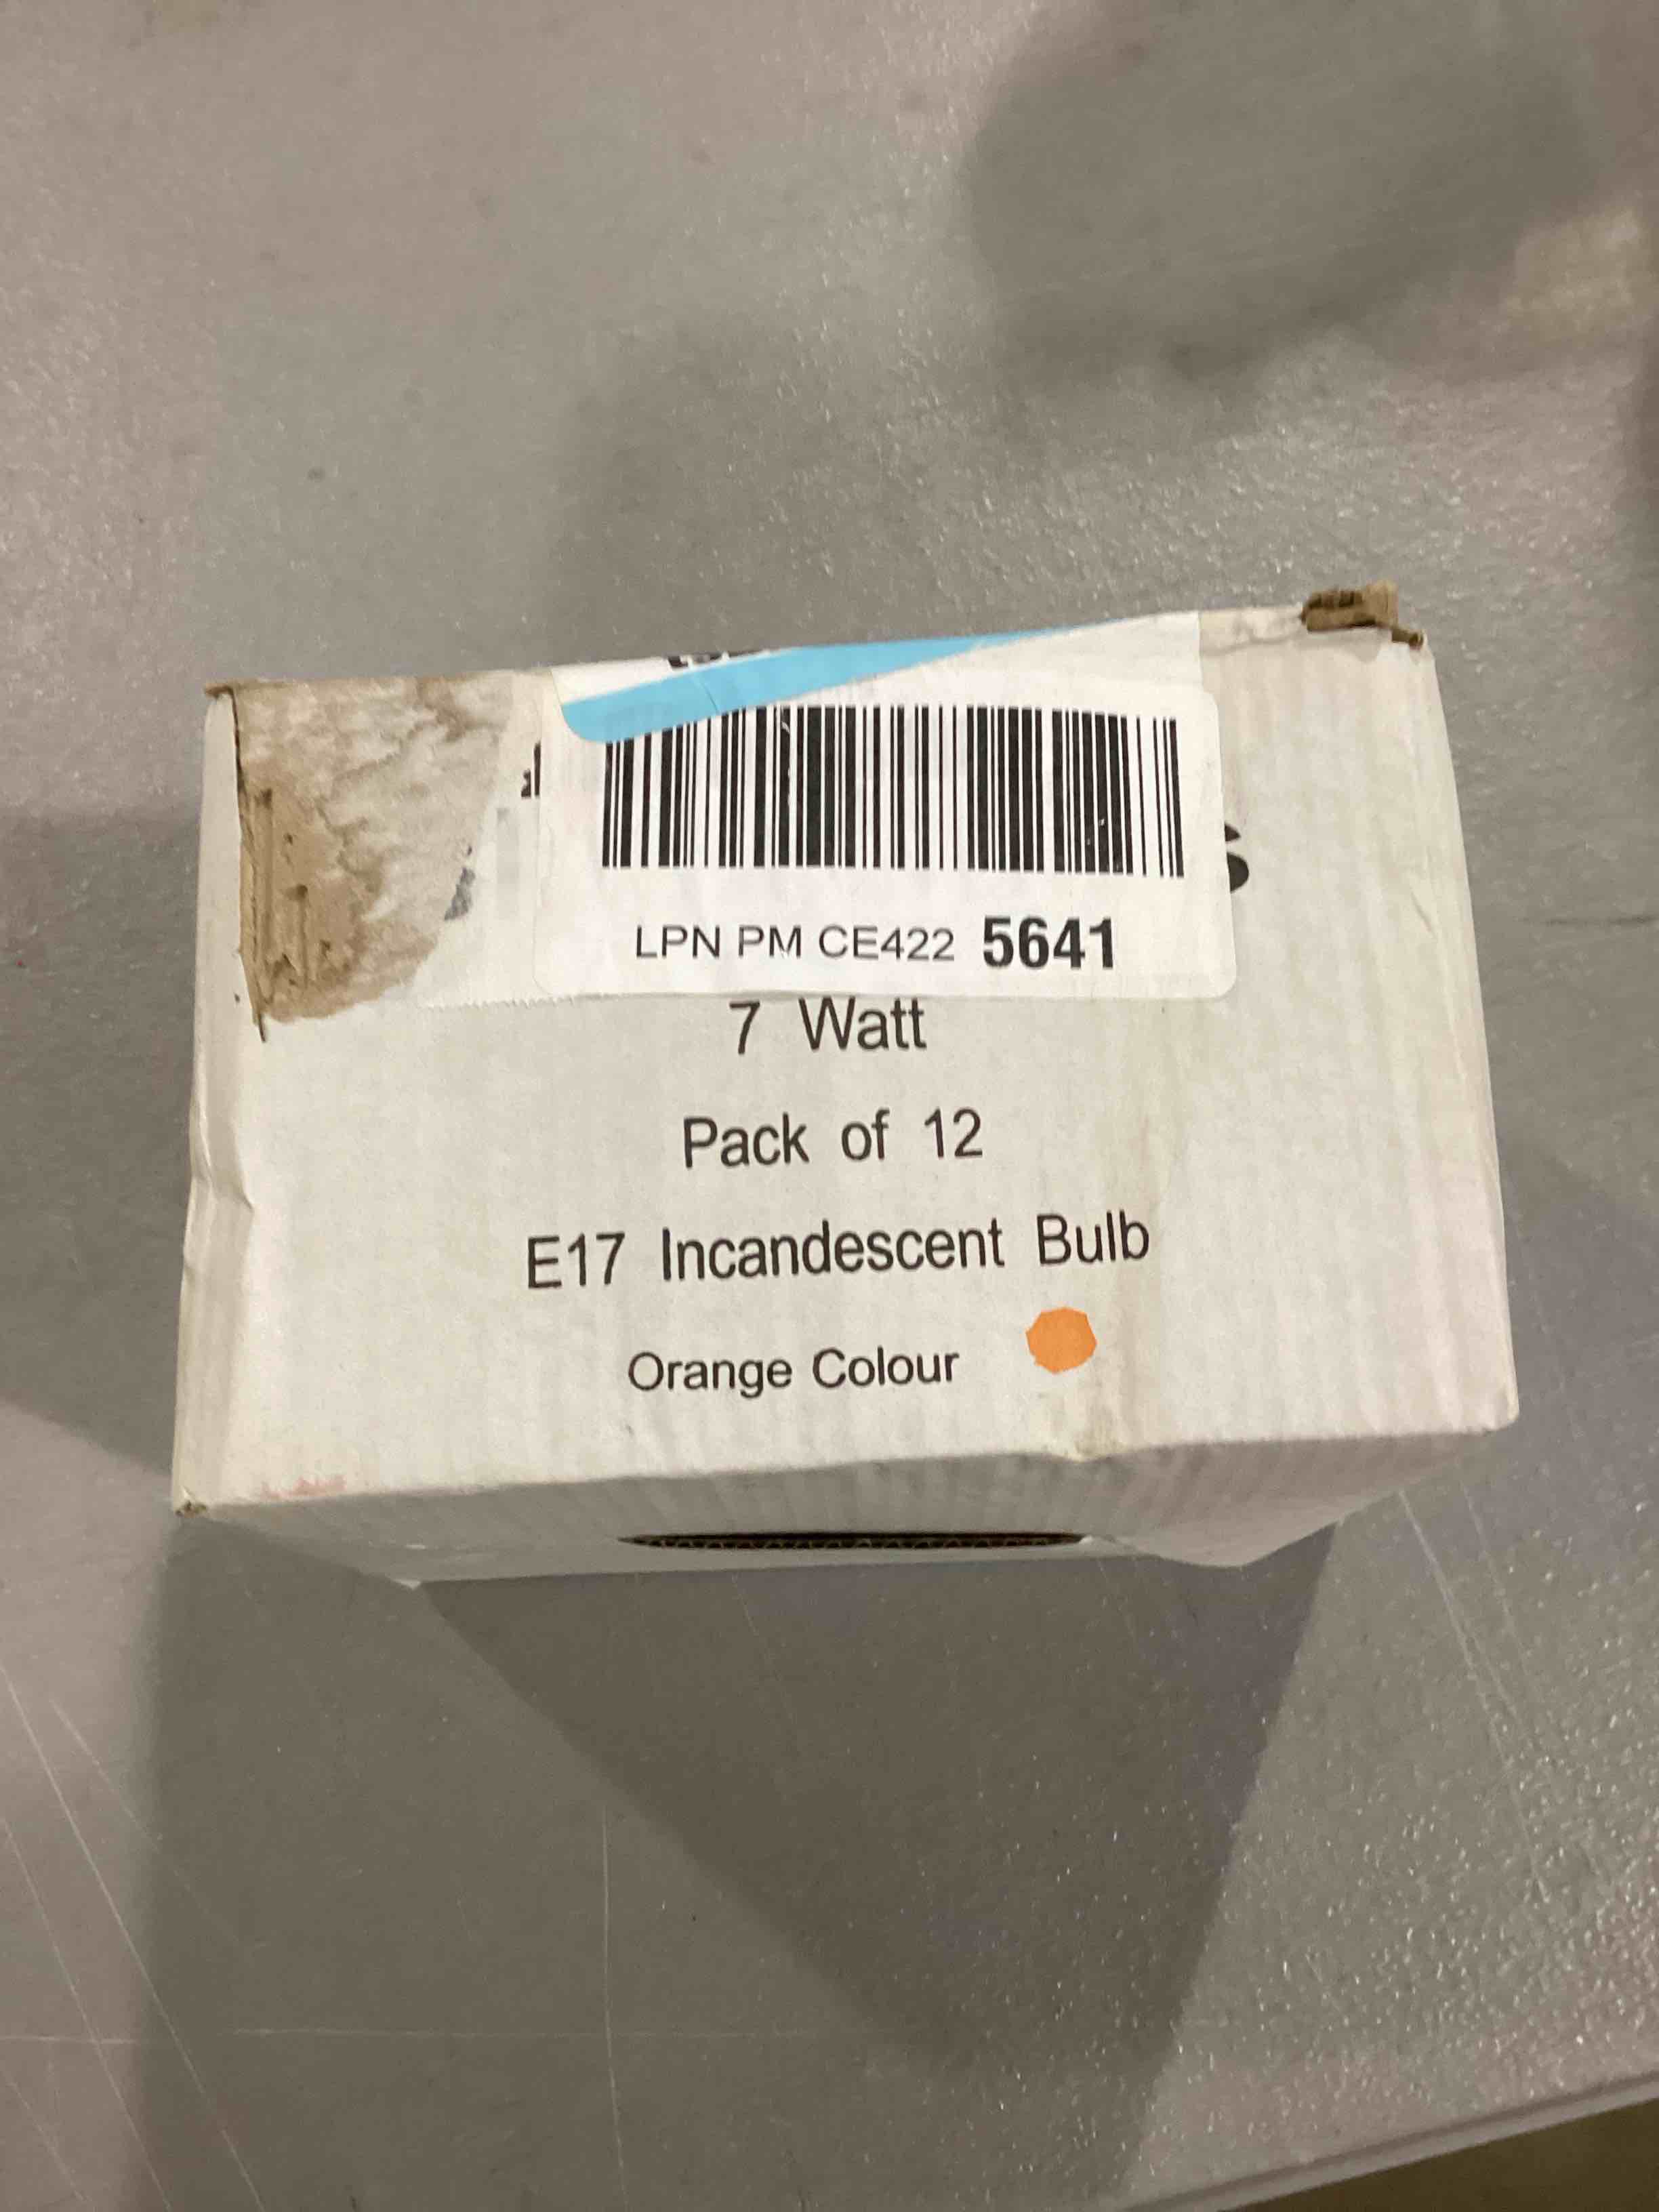 LPN PM CE422 5641
7 Watt
Pack of 12
E17 Incandescent Bulb
Orange Colour